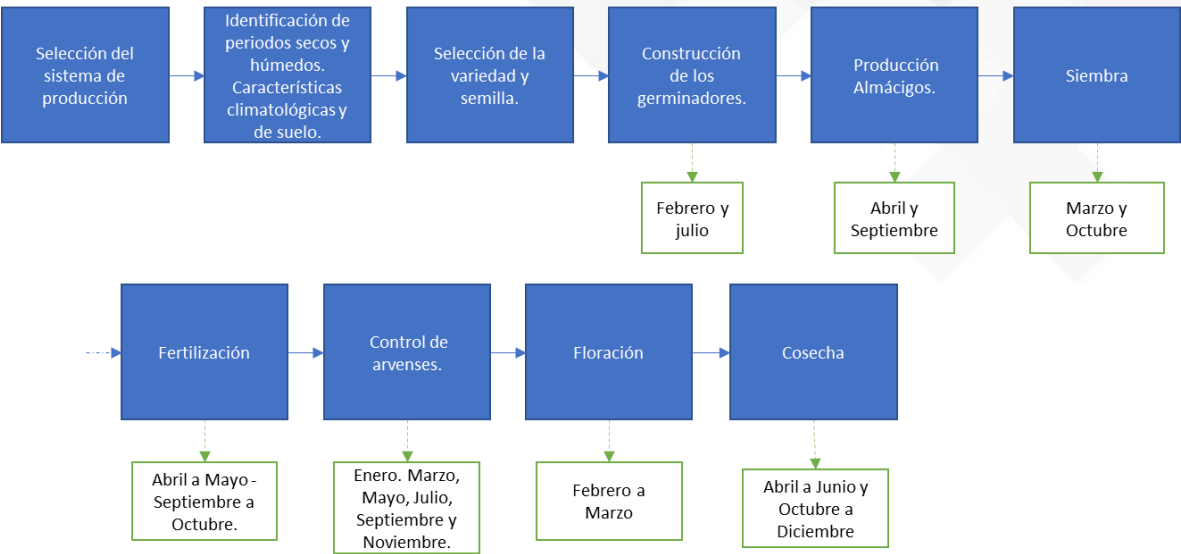 Selección del
sistema de
producción
Identificación de
periodos secos y
húmedos.
Características
climatológicas y
de suelo.
Selección de la
variedad y
semilla.
Construcción
de los
germinadores.
Producción
Almácigos.
Siembra
Febrero y
julio
Abril y
Septiembre
Marzo y
Octubre
Fertilización
Control de
arvenses.
Floración
Cosecha
Abril a Mayo -
Septiembre a
Octubre.
Enero. Marzo,
Mayo, Julio,
Septiembre y
Noviembre.
Febrero a
Marzo
Abril a Junio y
Octubre a
Diciembre